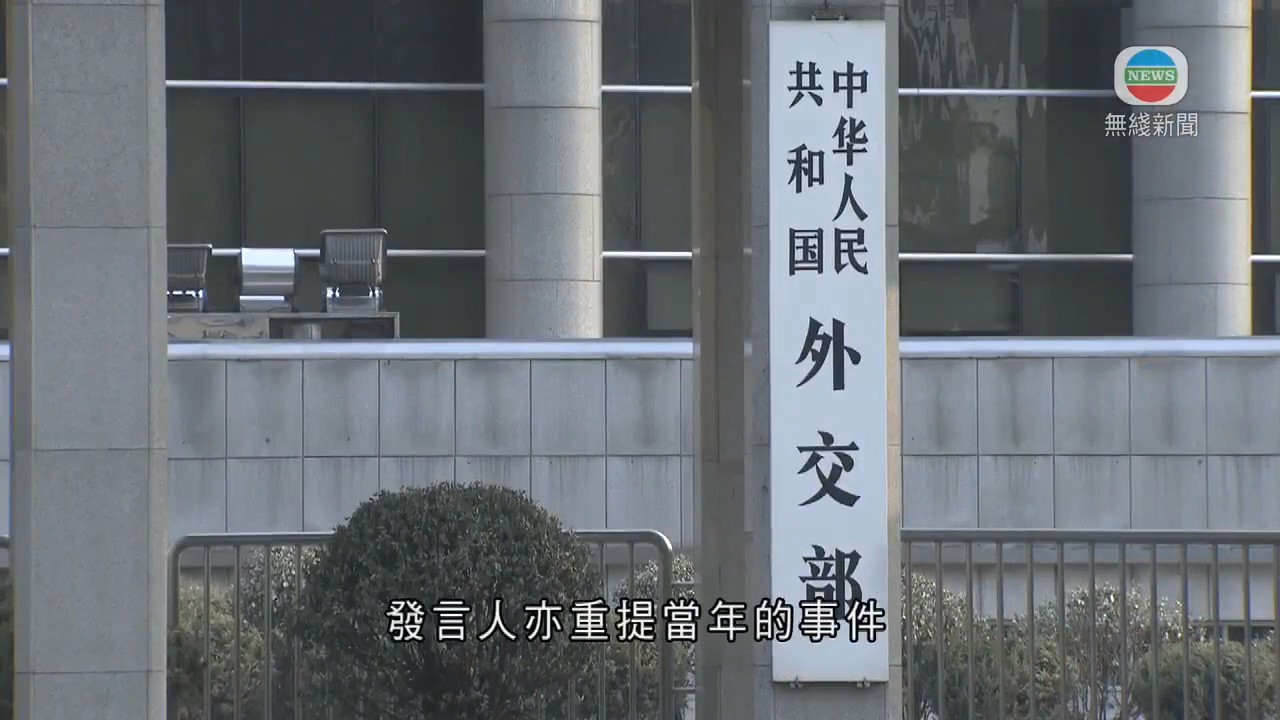 中华人民
共和国
外交部
NEWS
無綫新聞
發言人亦重提當年的事件